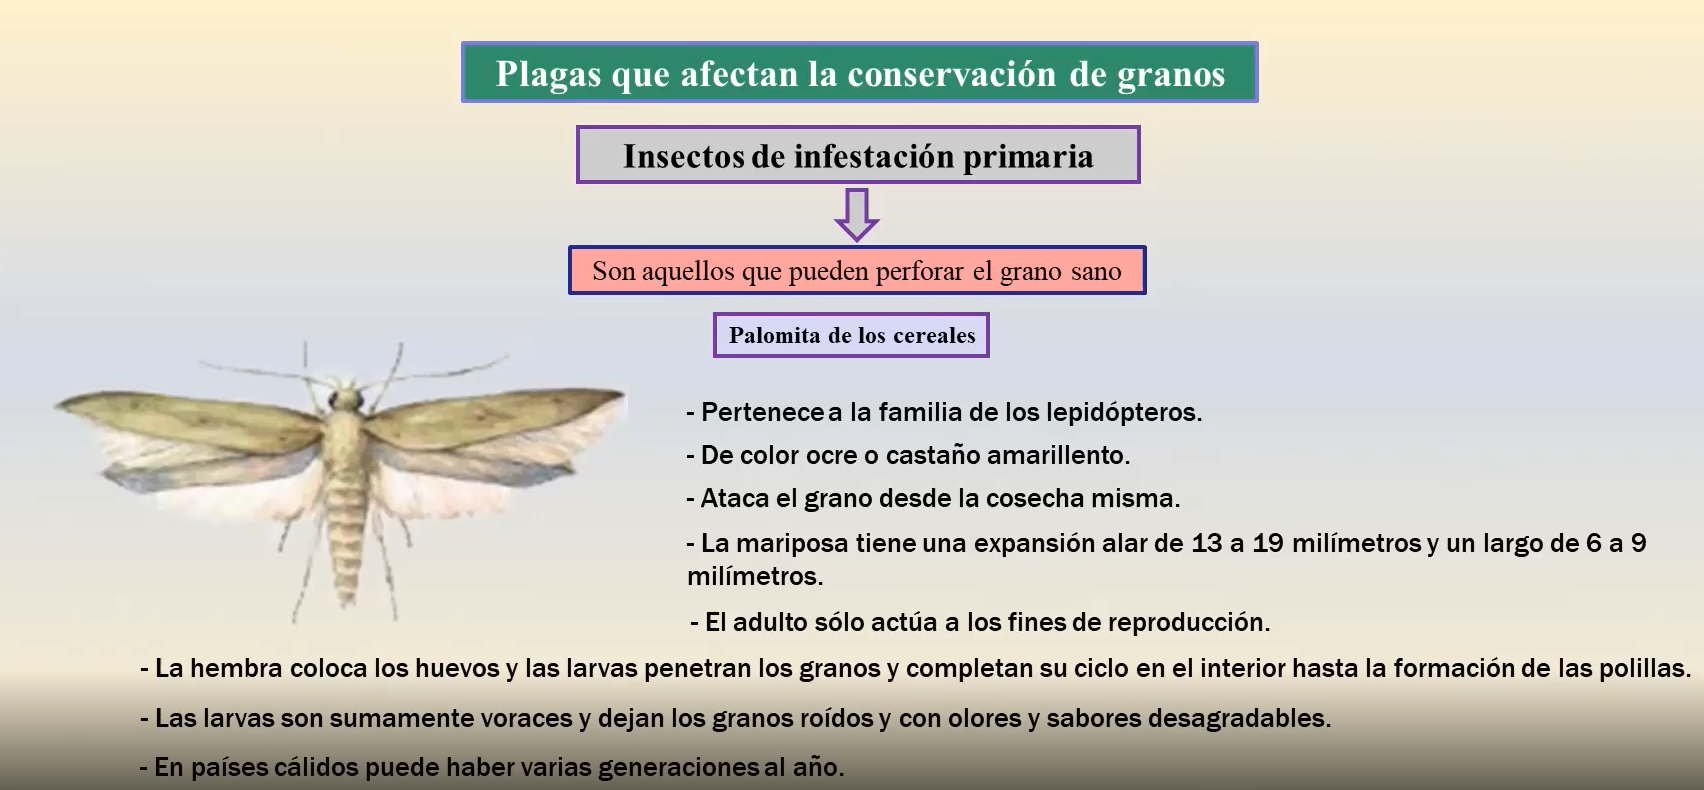 Plagas que afectan la conservación de granos
Insectos de infestación primaria
Son aquellos que pueden perforar el grano sano
Palomita de los cereales
- Pertenece a la familia de los lepidópteros.
- De color ocre o castaño amarillento.
- Ataca el grano desde la cosecha misma.
- La mariposa tiene una expansión alar de 13 a 19 milímetros y un largo de 6 a 9
milímetros.
- El adulto sólo actúa a los fines de reproducción.
- La hembra coloca los huevos y las larvas penetran los granos y completan su ciclo en el interior hasta la formación de las polillas.
- Las larvas son sumamente voraces y dejan los granos roídos y con olores y sabores desagradables.
- En países cálidos puede haber varias generaciones al año.